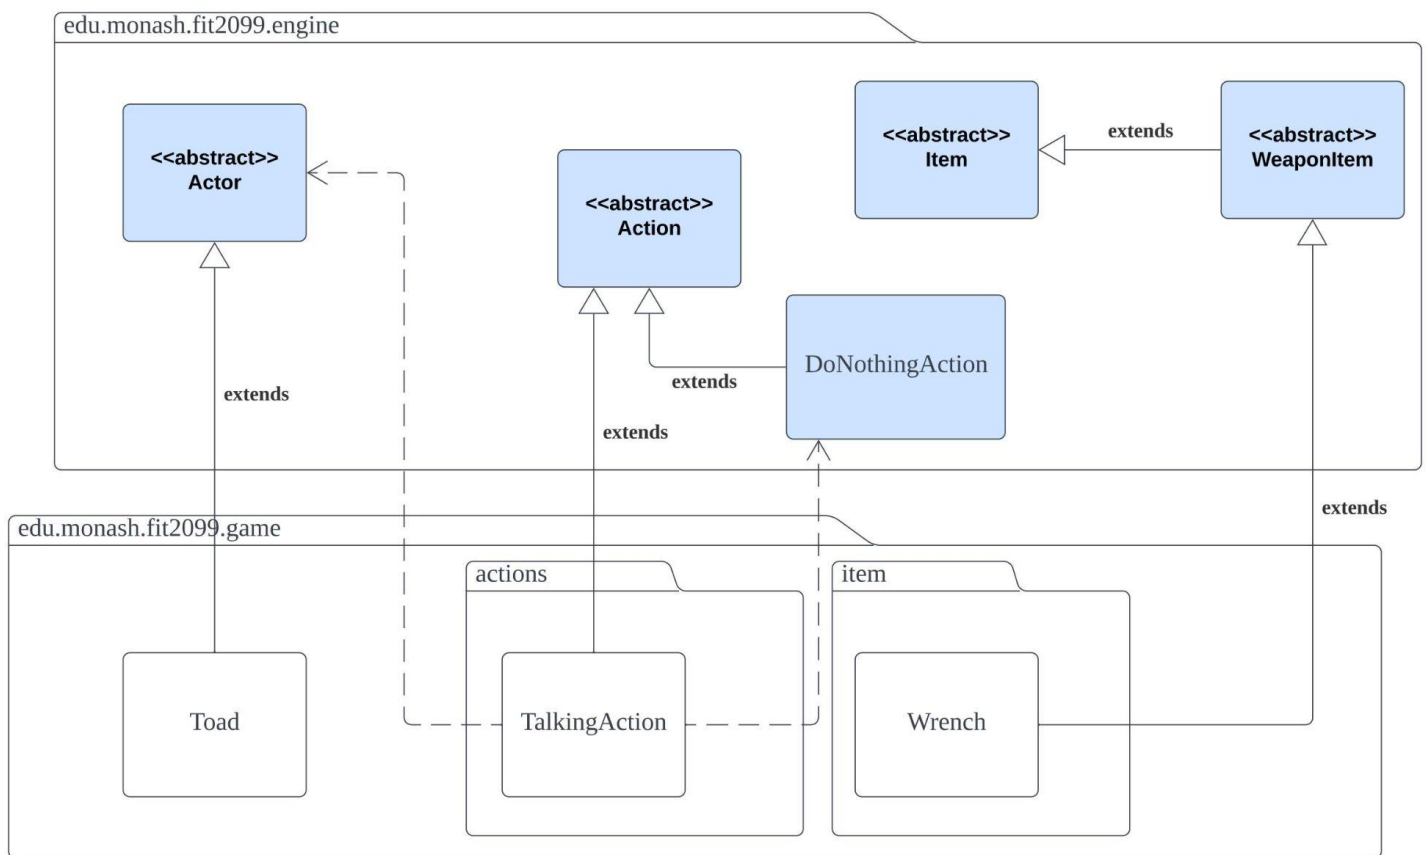 edu.monash.fit2099.engine
<<abstract>>
Actor
<<abstract>>
Action
<<abstract>>
Item
extends
<<abstract>>
WeaponItem
DoNothingAction
extends
extends
extends
extends
edu.monash.fit2099.game
actions
item
Toad
TalkingAction
Wrench